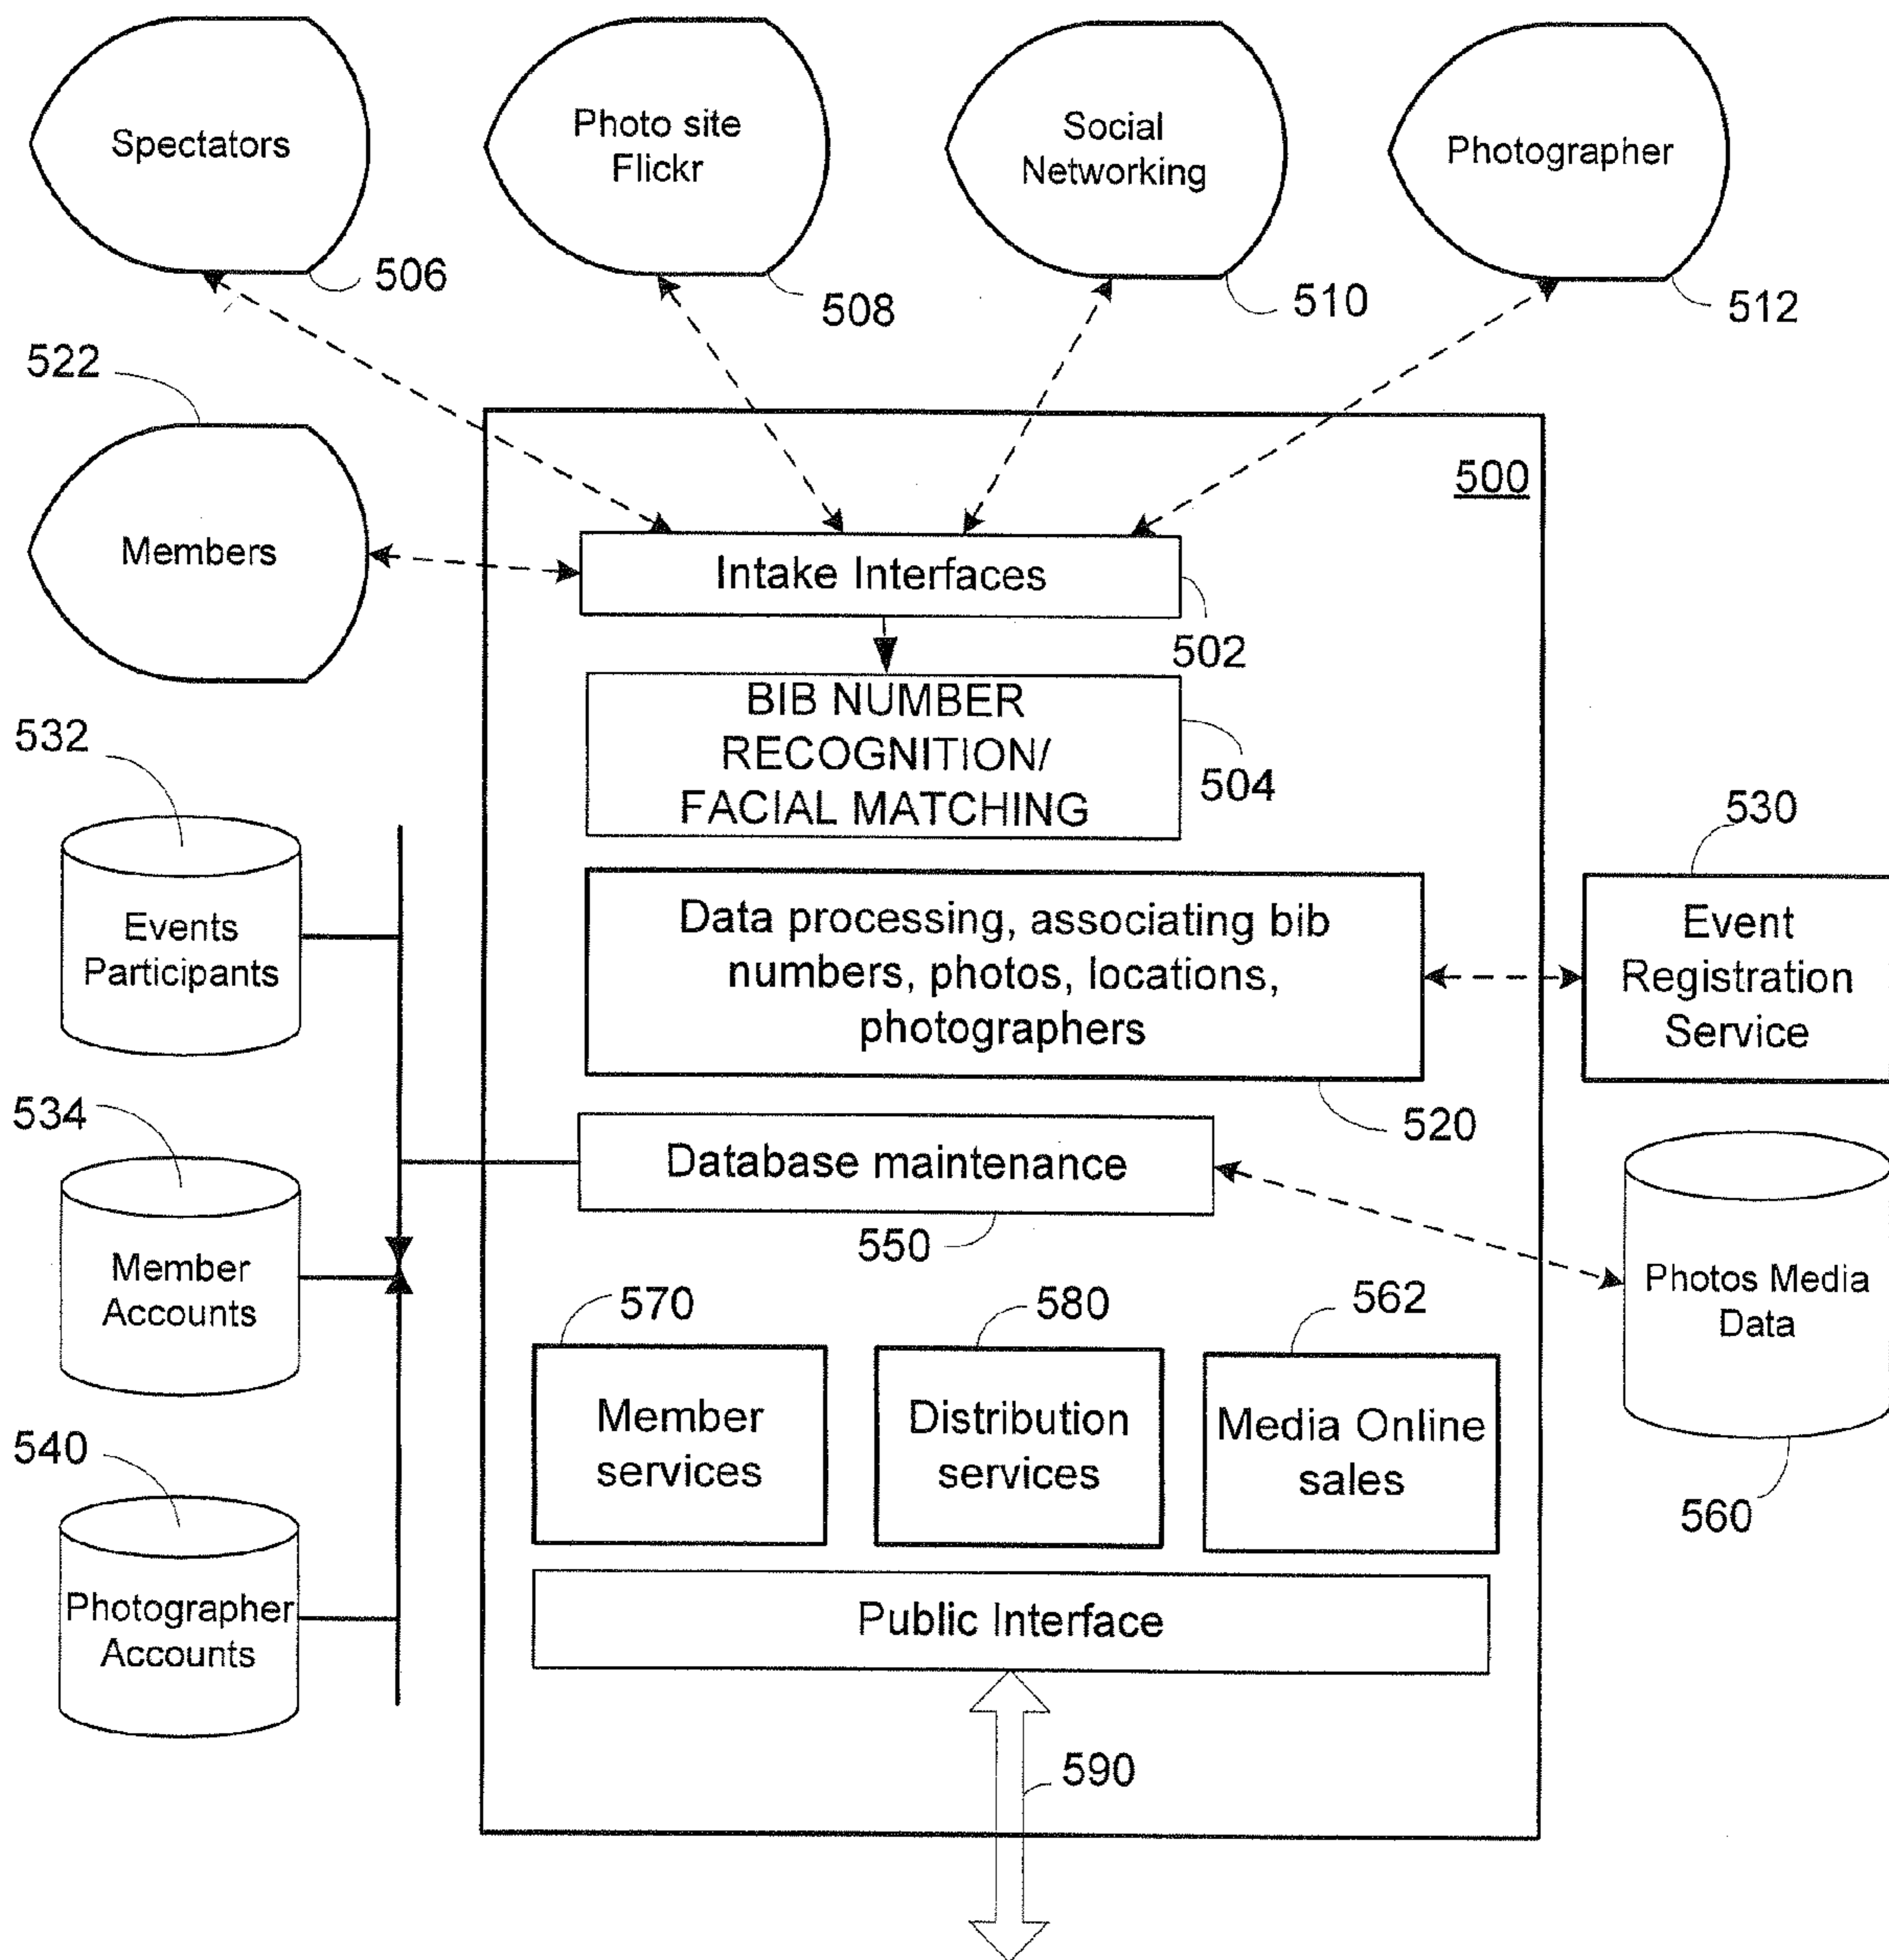 Spectators
Photo site
Flickr
Social
Networking
Photographer
506
508
510
512
522
500
Members
Intake Interfaces
502
BIB NUMBER
RECOGNITION/
FACIAL MATCHING
504
532
530
Events
Participants
Data processing, associating bib
numbers, photos, locations,
photographers
Event
Registration
Service
520
534
Database maintenance
550
Member
Accounts
Photos Media
Data
570
580
562
Member
services
Distribution
services
Media Online
sales
560
540
Photographer
Accounts
Public Interface
590